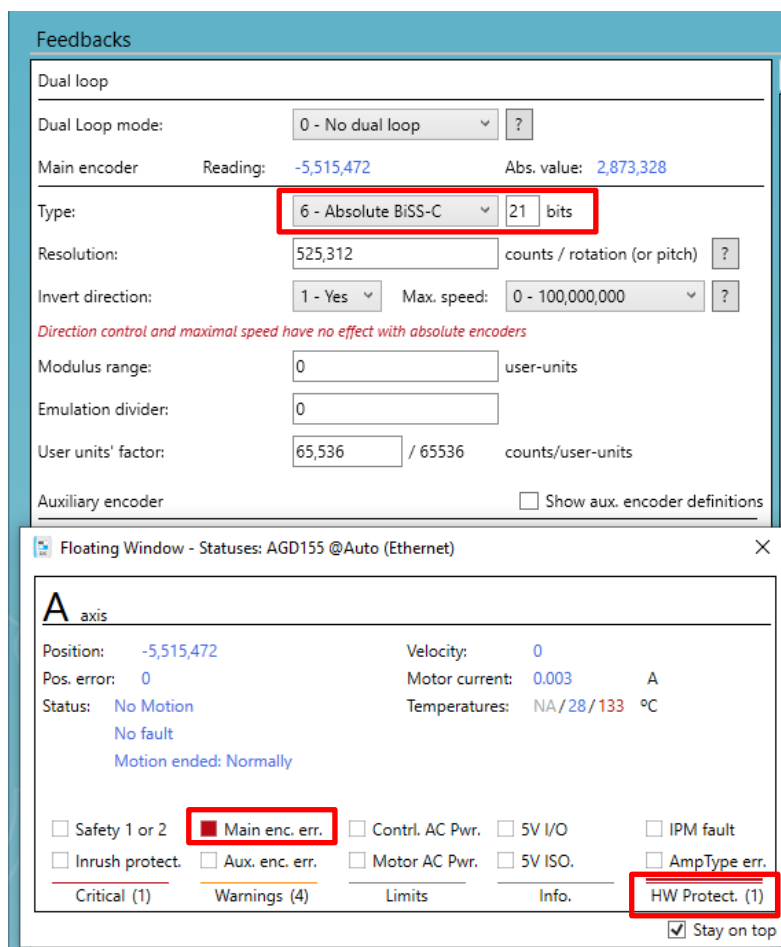 Feedbacks
Dual loop
Dual Loop mode: 0 - No dual loop ?
Main encoder Reading: -5,515,472 Abs. value: 2,873,328
Type: 6 - Absolute BiSS-C 21 bits
Resolution: 525,312 counts / rotation (or pitch) ?
Invert direction: 1 - Yes Max. speed: 0 - 100,000,000 ?
Direction control and maximal speed have no effect with absolute encoders
Modulus range: 0 user-units
Emulation divider: 0
User units' factor: 65,536 / 65536 counts/user-units
Auxiliary encoder Show aux. encoder definitions
Floating Window - Statuses: AGD155 @Auto (Ethernet)
A axis
Position: -5,515,472 Velocity: 0
Pos. error: 0 Motor current: 0.003 A
Status: No Motion Temperatures: NA/28/133 ºC
No fault
Motion ended: Normally
Safety 1 or 2 Main enc. err. Contrl. AC Pwr. 5V I/O IPM fault
Inrush protect. Aux. enc. err. Motor AC Pwr. 5V ISO. AmpType err.
Critical (1) Warnings (4) Limits Info. HW Protect. (1)
Stay on top